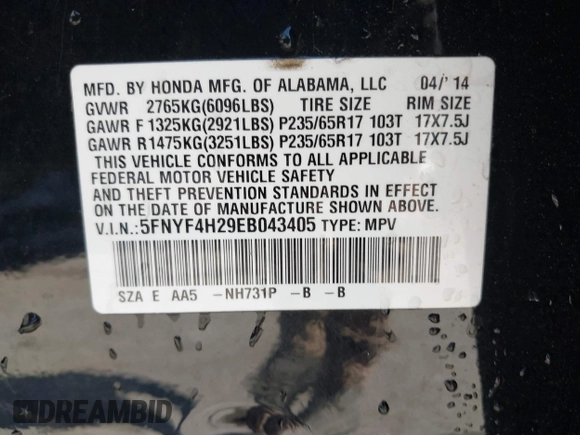 MFD. BY HONDA MFG. OF ALABAMA, LLC 04/'14
GVWR 2765KG(6096LBS) TIRE SIZE RIM SIZE
GAWR F 1325KG(2921LBS) P235/65R17 103T 17X7.5J
GAWR R 1475KG(3251LBS) P235/65R17 103T 17X7.5J
THIS VEHICLE CONFORMS TO ALL APPLICABLE
FEDERAL MOTOR VEHICLE SAFETY
AND THEFT PREVENTION STANDARDS IN EFFECT
ON THE DATE OF MANUFACTURE SHOWN ABOVE.
V.I.N.:5FNYF4H29EB043405 TYPE: MPV
SZA E AA5 -NH731P -B -B
DREAMBID